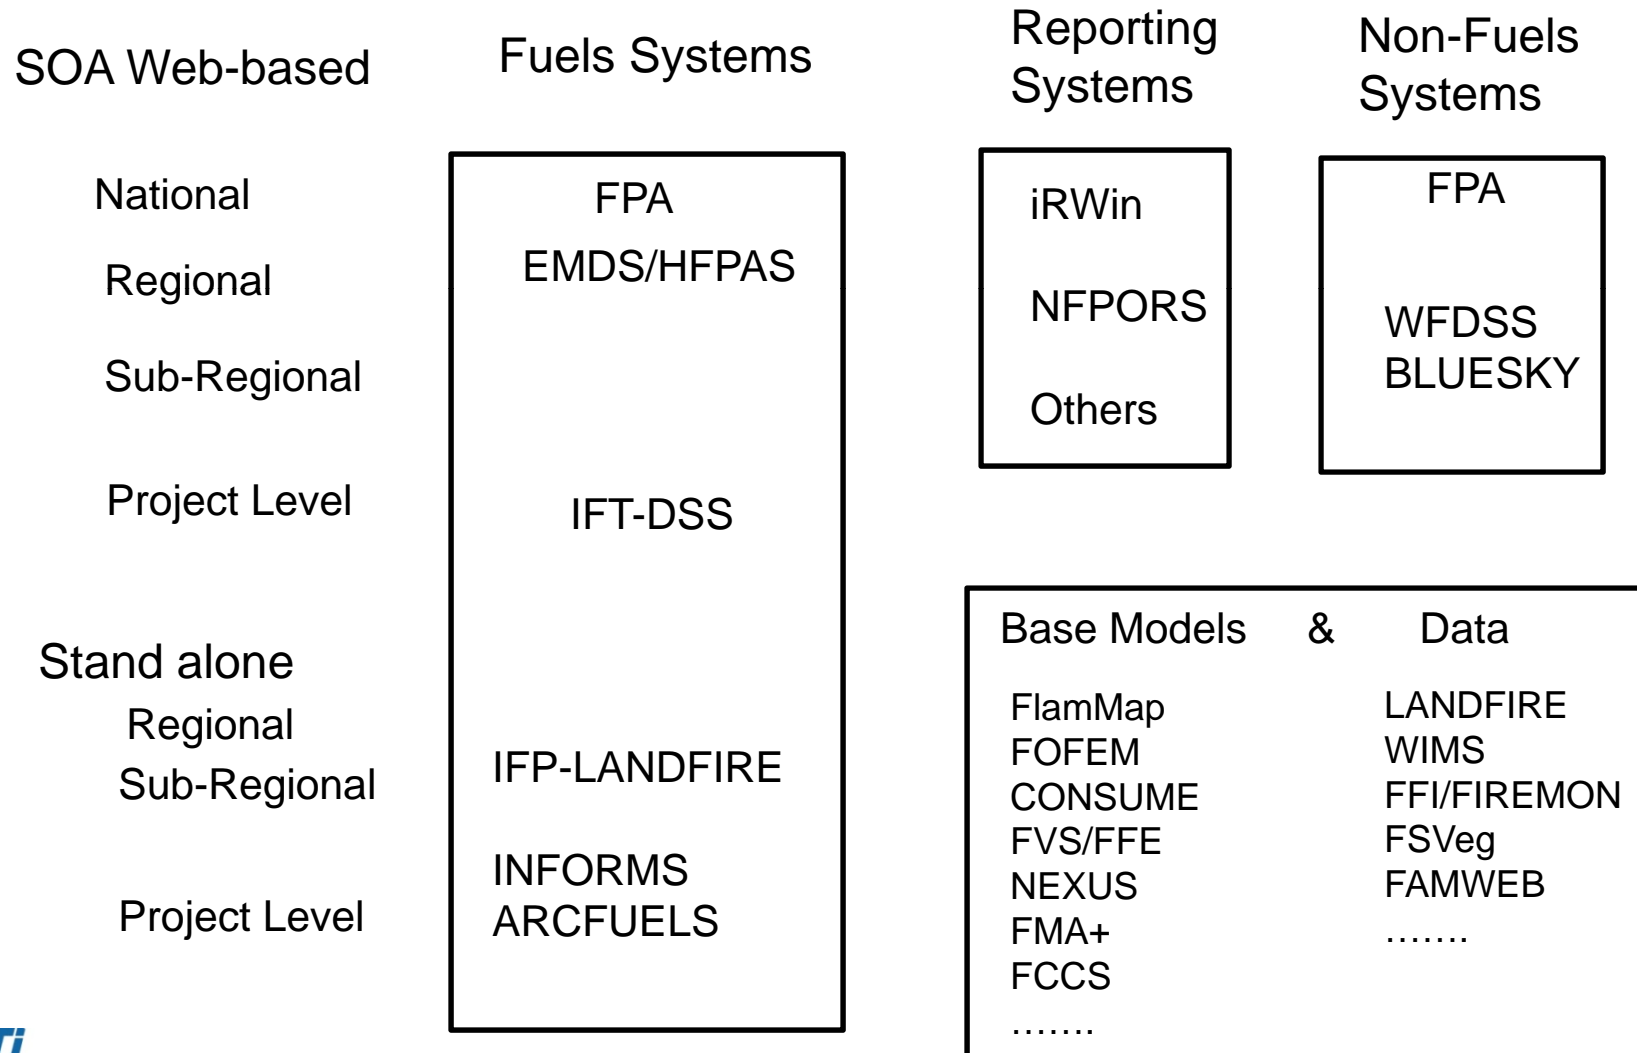 SOA Web-based
Fuels Systems
Reporting
Systems
Non-Fuels
Systems
National
Regional
Sub-Regional
Project Level
Stand alone
Regional
Sub-Regional
Project Level
FPA
EMDS/HFPAS
IFT-DSS
IFP-LANDFIRE
INFORMS
ARCFUELS
iRWin
NFPORS
Others
FPA
WFDSS
BLUESKY
Base Models & Data
FlamMap
FOFEM
CONSUME
FVS/FFE
NEXUS
FMA+
FCCS
…….
LANDFIRE
WIMS
FFI/FIREMON
FSVeg
FAMWEB
…….